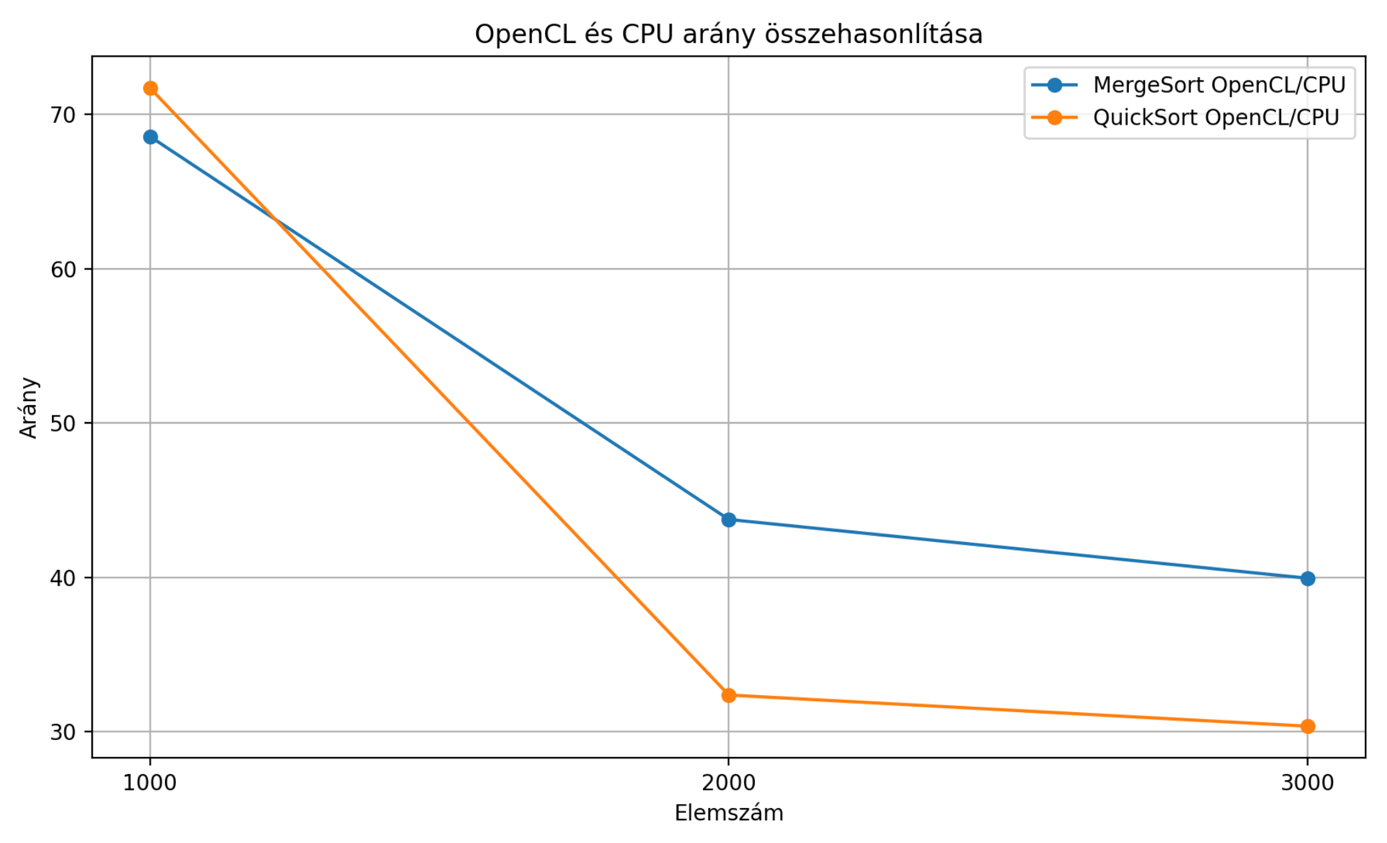 OpenCL és CPU arány összehasonlítása
MergeSort OpenCL/CPU
QuickSort OpenCL/CPU
Arány
70
60
50
40
30
1000
2000
3000
Elemszám